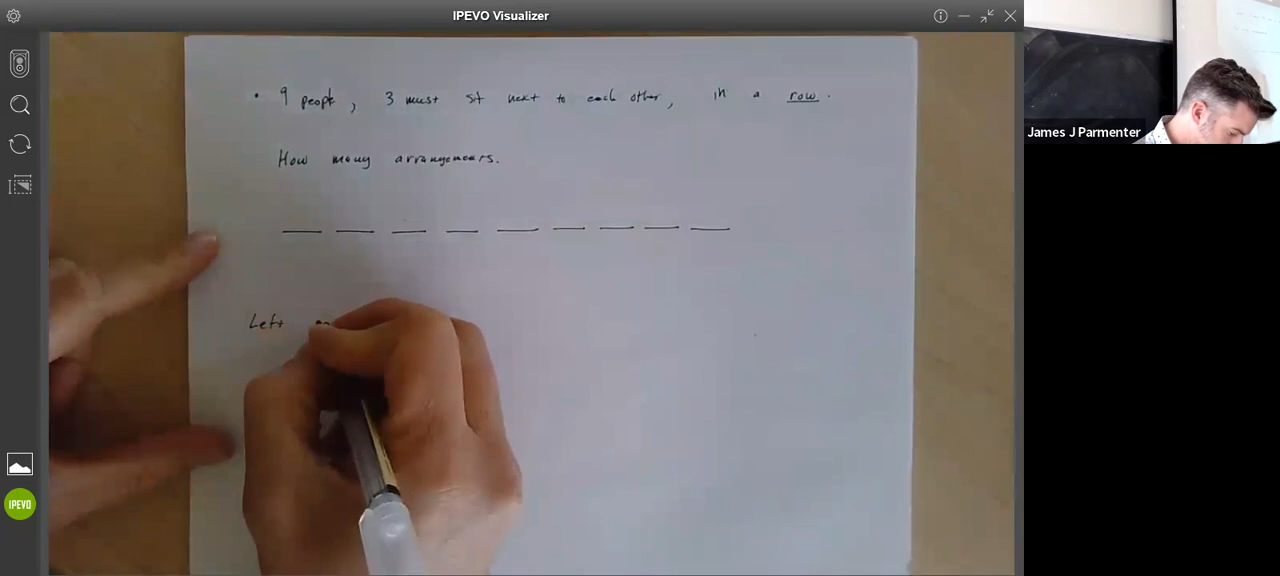 IPEVO Visualizer
• 9 people, 3 must sit next to each other, in a row.
How many arrangements.
James J Parmenter
Left
IPEVO